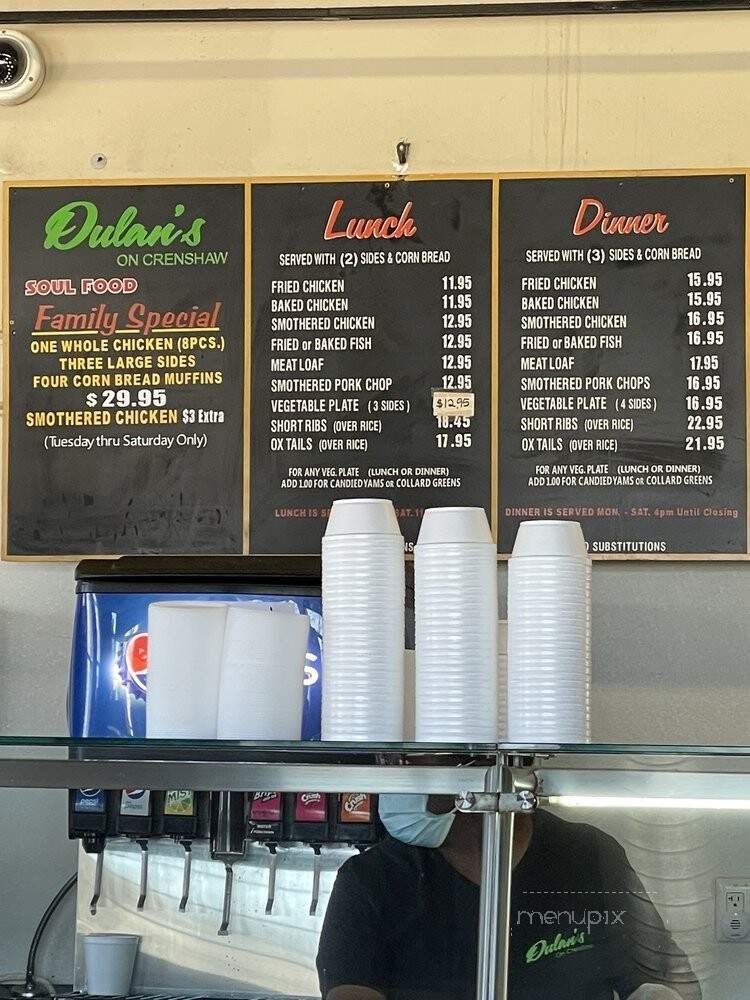 Dulan's
ON CRENSHAW
SOUL FOOD
Family Special
ONE WHOLE CHICKEN (8PCS.)
THREE LARGE SIDES
FOUR CORN BREAD MUFFINS
$ 29.95
SMOTHERED CHICKEN $3 Extra
(Tuesday thru Saturday Only)
Lunch
SERVED WITH (2) SIDES & CORN BREAD
FRIED CHICKEN 11.95
BAKED CHICKEN 11.95
SMOTHERED CHICKEN 12.95
FRIED or BAKED FISH 12.95
MEAT LOAF 12.95
SMOTHERED PORK CHOP 12.95
VEGETABLE PLATE (3 SIDES) $12.95
SHORT RIBS (OVER RICE) 18.45
OX TAILS (OVER RICE) 17.95
FOR ANY VEG. PLATE (LUNCH OR DINNER)
ADD 1.00 FOR CANDIED YAMS OR COLLARD GREENS
LUNCH IS
Dinner
SERVED WITH (3) SIDES & CORN BREAD
FRIED CHICKEN 15.95
BAKED CHICKEN 15.95
SMOTHERED CHICKEN 16.95
FRIED or BAKED FISH 16.95
MEAT LOAF 17.95
SMOTHERED PORK CHOPS 16.95
VEGETABLE PLATE (4 SIDES) 16.95
SHORT RIBS (OVER RICE) 22.95
OX TAILS (OVER RICE) 21.95
FOR ANY VEG. PLATE (LUNCH OR DINNER)
ADD 1.00 FOR CANDIED YAMS OR COLLARD GREENS
DINNER IS SERVED MON. - SAT. 4pm Until Closing
SUBSTITUTIONS
pepsi
MIST
Crush
Crush
menupix
Dulan's
On Crenshaw